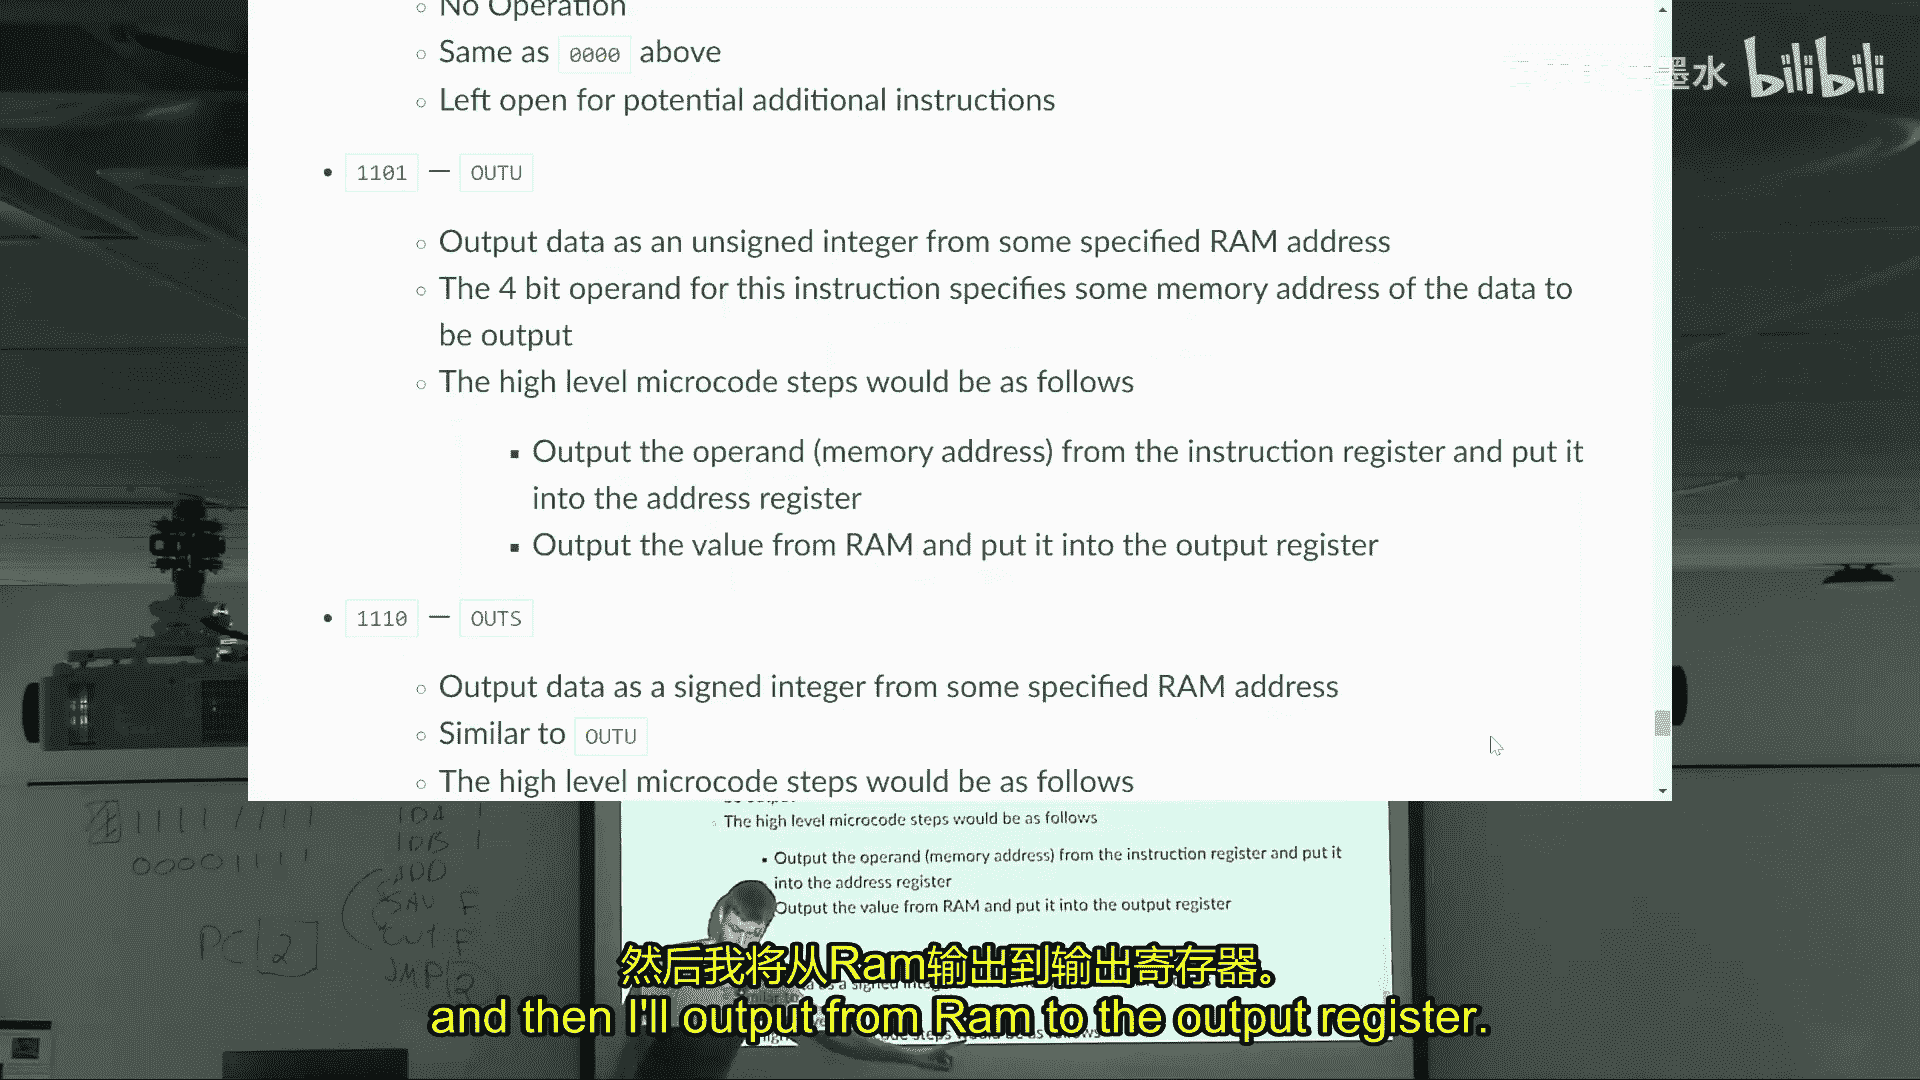 No Operation
Same as 0000 above
Left open for potential additional instructions
墨水 bilibili
1101 — OUTU
Output data as an unsigned integer from some specified RAM address
The 4 bit operand for this instruction specifies some memory address of the data to
be output
The high level microcode steps would be as follows
Output the operand (memory address) from the instruction register and put it
into the address register
Output the value from RAM and put it into the output register
1110 — OUTS
Output data as a signed integer from some specified RAM address
Similar to OUTU
The high level microcode steps would be as follows
The high level microcode steps would be as follows
Output the operand (memory address) from the instruction register and put it
into the address register
Output the value from RAM and put it into the output register
00001111
PC 2
然后我将从Ram输出到输出寄存器。
and then I'll output from Ram to the output register.